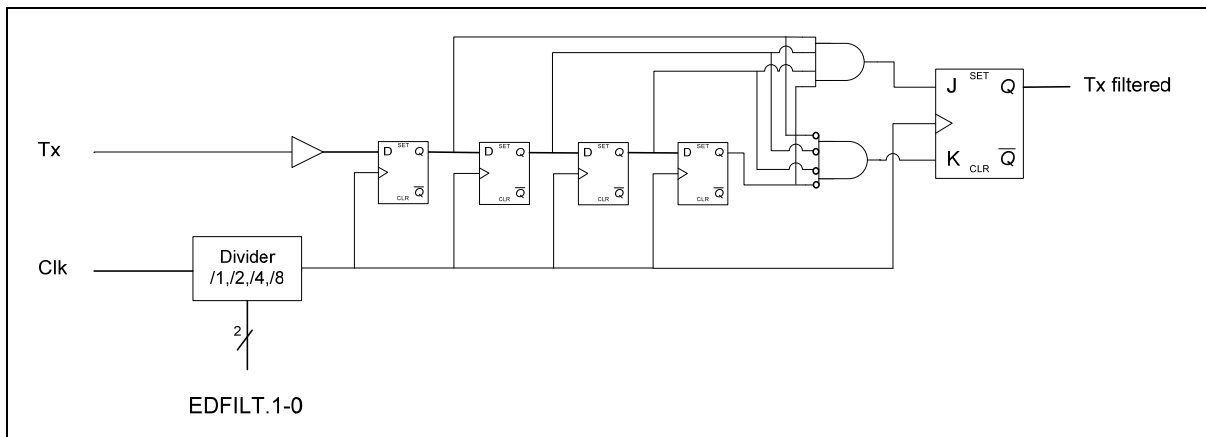 SET
J
Q
Tx filtered
K
CLR
Q
Tx
D
SET
Q
Q
CLR
D
SET
Q
Q
CLR
D
SET
Q
Q
CLR
D
SET
Q
Q
CLR
Clk
Divider
/1,/2,/4,/8
2
EDFILT.1-0